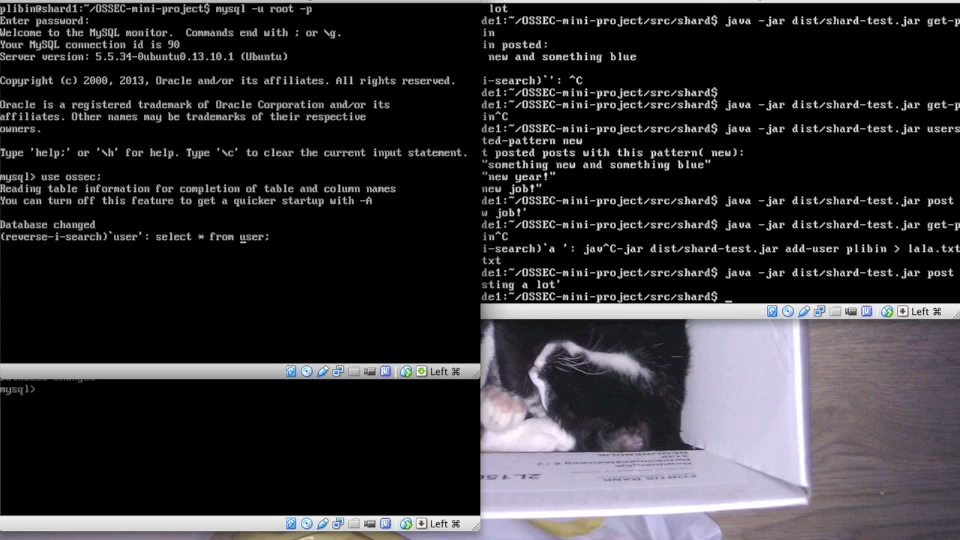 plibin@shard1:~/OSSEC-mini-project$ mysql -u root -p
Enter password:
Welcome to the MySQL monitor.  Commands end with ; or \g.
Your MySQL connection id is 90
Server version: 5.5.34-0ubuntu0.13.10.1 (Ubuntu)
Copyright (c) 2000, 2013, Oracle and/or its affiliates. All rights reserved.
Oracle is a registered trademark of Oracle Corporation and/or its
affiliates. Other names may be trademarks of their respective
owners.
Type 'help;' or '\h' for help. Type '\c' to clear the current input statement.
mysql> use ossec;
Reading table information for completion of table and column names
You can turn off this feature to get a quicker startup with -A
Database changed
(reverse-i-search)`user': select * from user;
Left ⌘
mysql>
Left ⌘
lot
de1:~/OSSEC-mini-project/src/shard$ java -jar dist/shard-test.jar get-p
in
in posted:
new and something blue
i-search)`': ^C
de1:~/OSSEC-mini-project/src/shard$
de1:~/OSSEC-mini-project/src/shard$ java -jar dist/shard-test.jar get-p
in^C
de1:~/OSSEC-mini-project/src/shard$ java -jar dist/shard-test.jar users
ted-pattern new
t posted posts with this pattern( new):
"something new and something blue"
"new year!"
new job!"
de1:~/OSSEC-mini-project/src/shard$ java -jar dist/shard-test.jar post
w job!'
de1:~/OSSEC-mini-project/src/shard$ java -jar dist/shard-test.jar get-p
in^C
i-search)`a ': jav^C-jar dist/shard-test.jar add-user plibin > lala.txt
txt
de1:~/OSSEC-mini-project/src/shard$ java -jar dist/shard-test.jar post
sting a lot'
de1:~/OSSEC-mini-project/src/shard$ _
Left ⌘